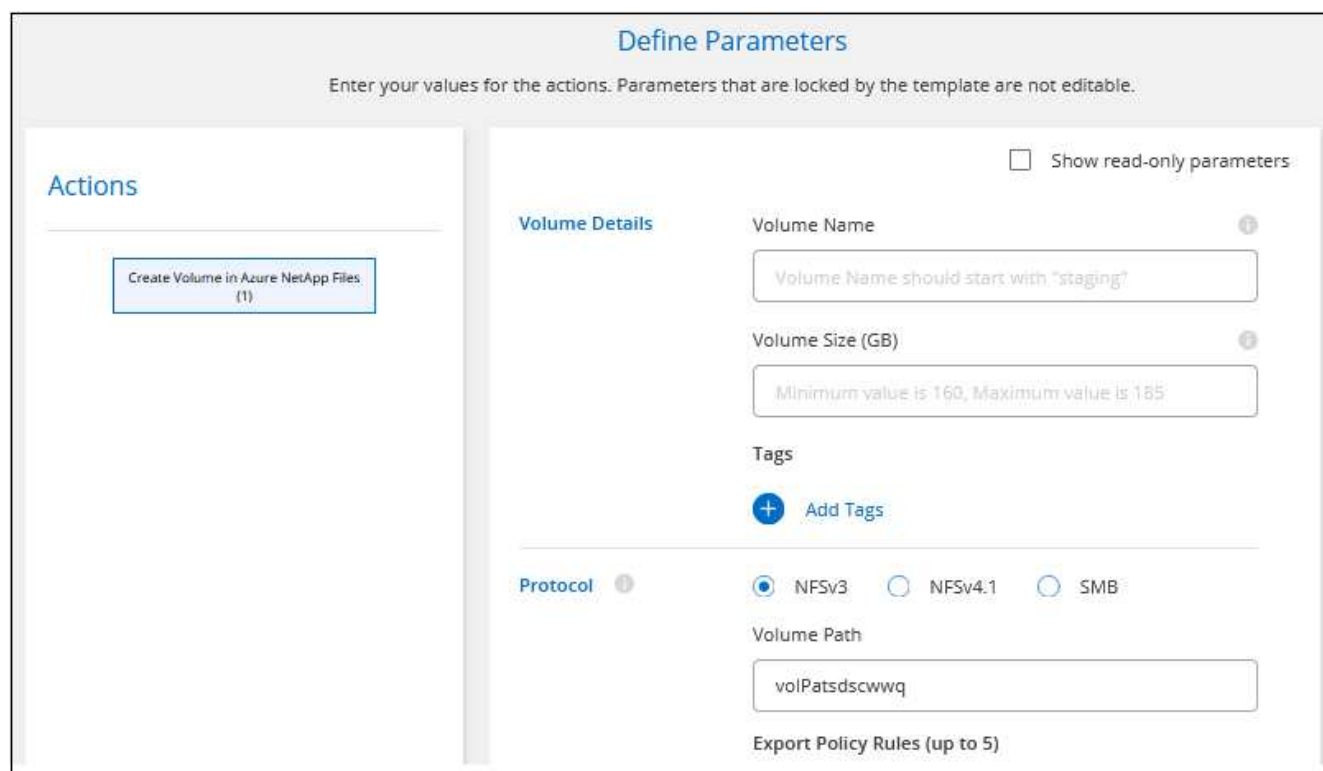 Define Parameters
Enter your values for the actions. Parameters that are locked by the template are not editable.
Actions
Create Volume in Azure NetApp Files
(1)
Show read-only parameters
Volume Details
Volume Name
Volume Name should start with "staging"
Volume Size (GB)
Minimum value is 160, Maximum value is 185
Tags
Add Tags
Protocol
NFSv3
NFSv4.1
SMB
Volume Path
volPatsdscwwq
Export Policy Rules (up to 5)